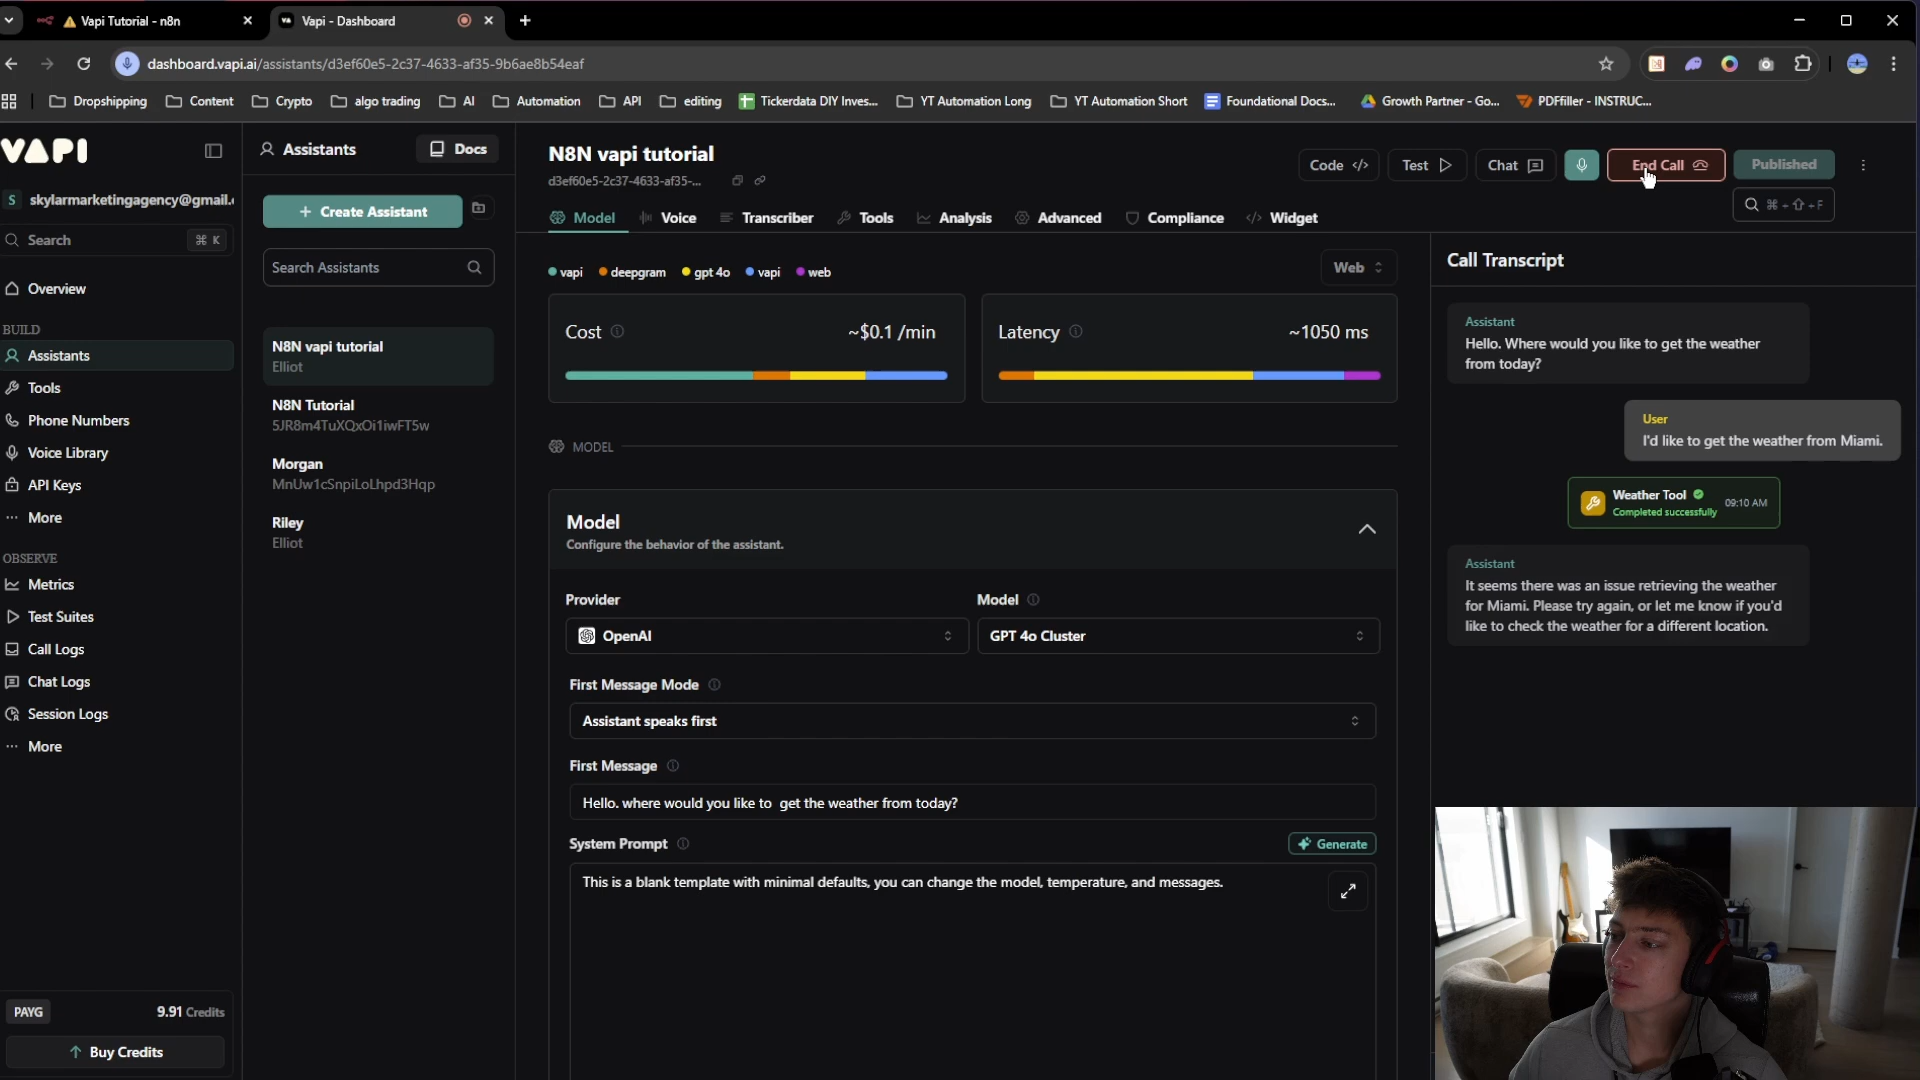 Vapi Tutorial - n8n
Vapi - Dashboard
dashboard.vapi.ai/assistants/d3ef60e5-2c37-4633-af35-9b6ae8b54eaf
Dropshipping
Content
Crypto
algo trading
AI
Automation
API
editing
Tickerdata DIY Inves...
YT Automation Long
YT Automation Short
Foundational Docs...
Growth Partner - Go...
PDFfiller - INSTRUC...
VAPI
S skylarmarketingagency@gmail.
Search ⌘ K
Overview
BUILD
Assistants
Tools
Phone Numbers
Voice Library
API Keys
More
OBSERVE
Metrics
Test Suites
Call Logs
Chat Logs
Session Logs
More
PAYG 9.91 Credits
Buy Credits
Assistants
Docs
+ Create Assistant
Search Assistants
N8N vapi tutorial
Elliot
N8N Tutorial
5JR8m4TuXQxOi1iwFT5w
Morgan
MnUw1cSnpiLoLhpd3Hqp
Riley
Elliot
N8N vapi tutorial
d3ef60e5-2c37-4633-af35-...
Code </>
Test
Chat
End Call
Published
⌘ + ⇧ + F
Model
Voice
Transcriber
Tools
Analysis
Advanced
Compliance
</> Widget
vapi
deepgram
gpt 4o
vapi
web
Web
Cost ~$0.1 /min
Latency ~1050 ms
MODEL
Model
Configure the behavior of the assistant.
Provider
OpenAI
Model
GPT 4o Cluster
First Message Mode
Assistant speaks first
First Message
Hello. where would you like to  get the weather from today?
System Prompt
Generate
This is a blank template with minimal defaults, you can change the model, temperature, and messages.
Call Transcript
Assistant
Hello. Where would you like to get the weather
from today?
User
I'd like to get the weather from Miami.
Weather Tool
Completed successfully
09:10 AM
Assistant
It seems there was an issue retrieving the weather
for Miami. Please try again, or let me know if you'd
like to check the weather for a different location.